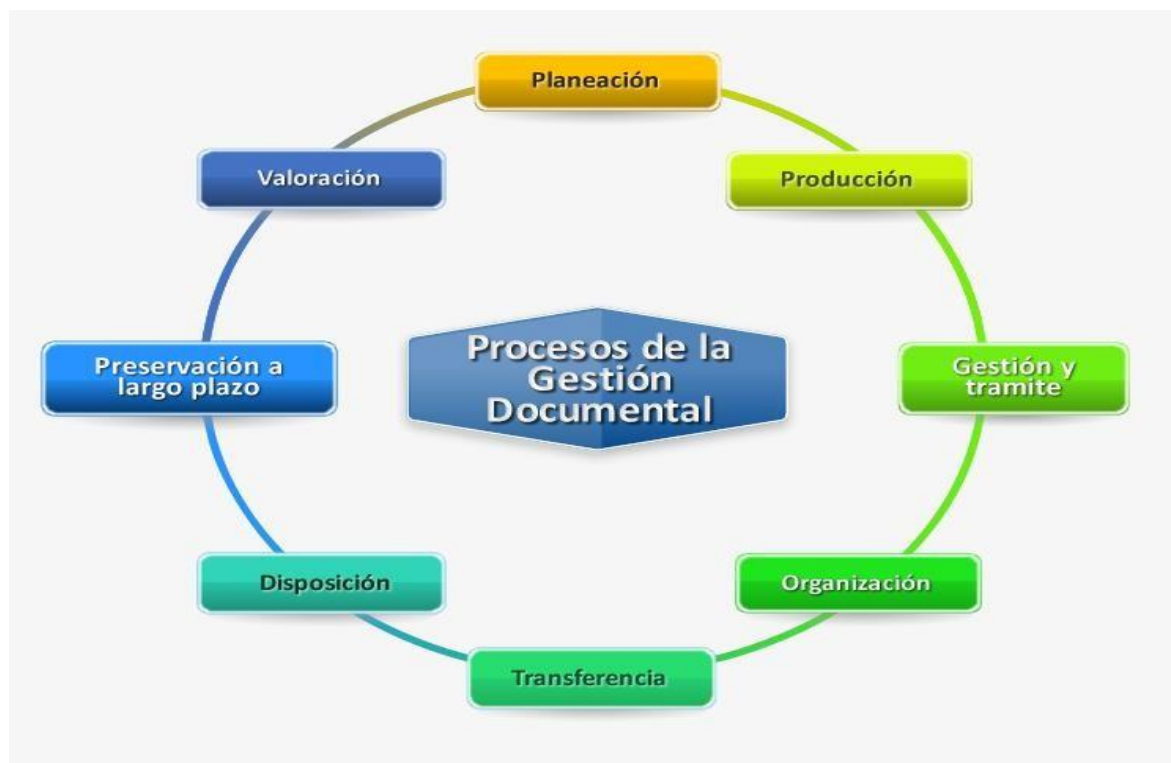 Planeación
Valoración
Producción
Procesos de la
Gestión
Documental
Preservación a
largo plazo
Gestión y
tramite
Disposición
Organización
Transferencia